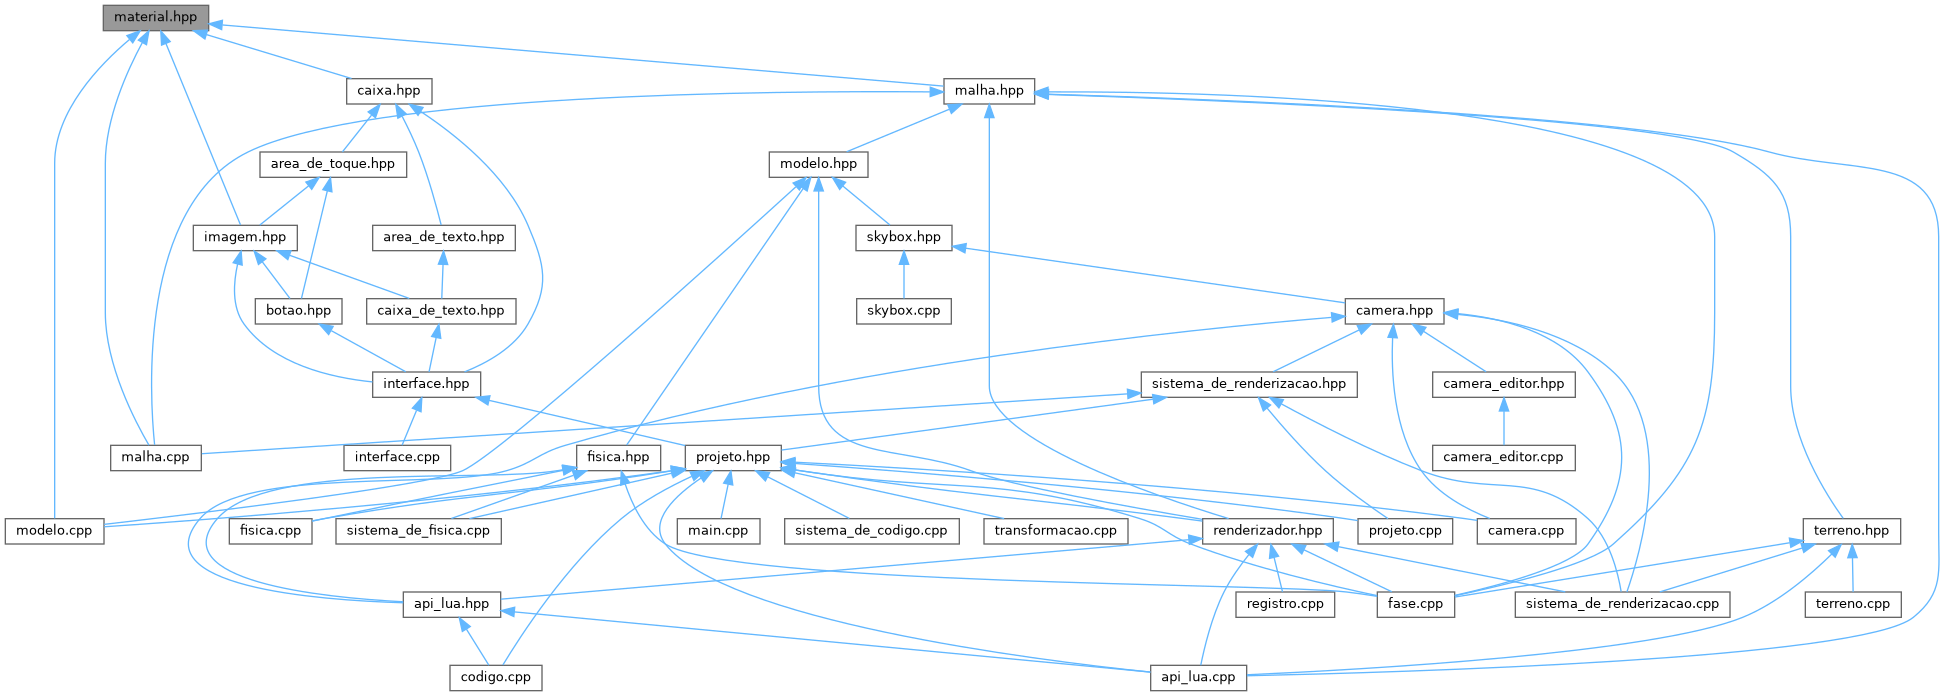 material.hpp
caixa.hpp
malha.hpp
area_de_toque.hpp
modelo.hpp
imagem.hpp
area_de_texto.hpp
skybox.hpp
botao.hpp
caixa_de_texto.hpp
skybox.cpp
camera.hpp
interface.hpp
sistema_de_renderizacao.hpp
camera_editor.hpp
malha.cpp
interface.cpp
fisica.hpp
projeto.hpp
camera_editor.cpp
modelo.cpp
fisica.cpp
sistema_de_fisica.cpp
main.cpp
sistema_de_codigo.cpp
transformacao.cpp
renderizador.hpp
projeto.cpp
camera.cpp
terreno.hpp
api_lua.hpp
registro.cpp
fase.cpp
sistema_de_renderizacao.cpp
terreno.cpp
codigo.cpp
api_lua.cpp